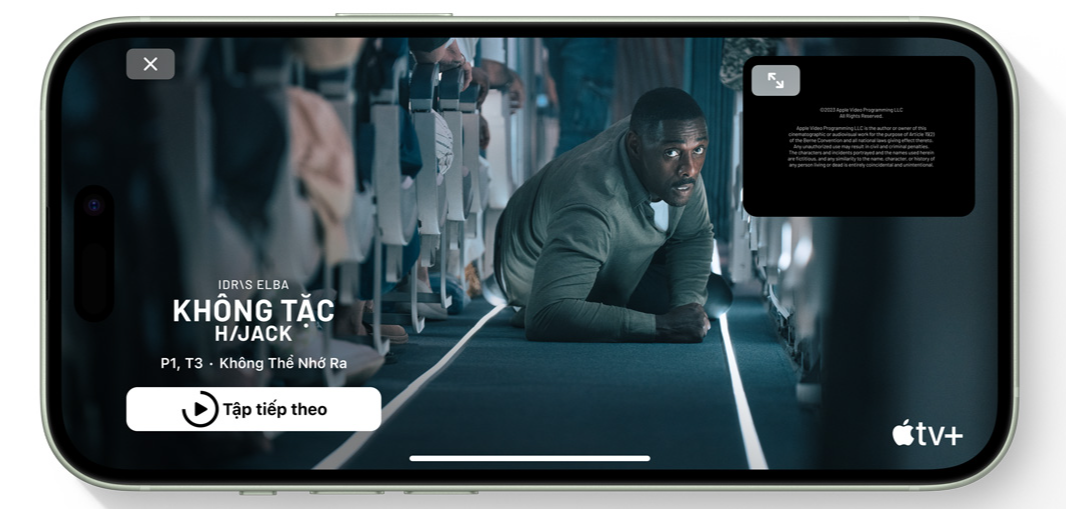 ©2023 Apple Video Programming LLC
All Rights Reserved.
Apple Video Programming LLC is the author or owner of this
cinematographic or audiovisual work for the purpose of Article 15(2)
of the Berne Convention and all national laws giving effect thereto.
Any unauthorized use may result in civil and criminal penalties.
The characters and incidents portrayed and the names used herein
are fictitious, and any similarity to the name, character, or history of
any person living or dead is entirely coincidental and unintentional.
IDR\S ELBA
KHÔNG TẶC
H/JACK
P1, T3 · Không Thể Nhớ Ra
Tập tiếp theo
tv+